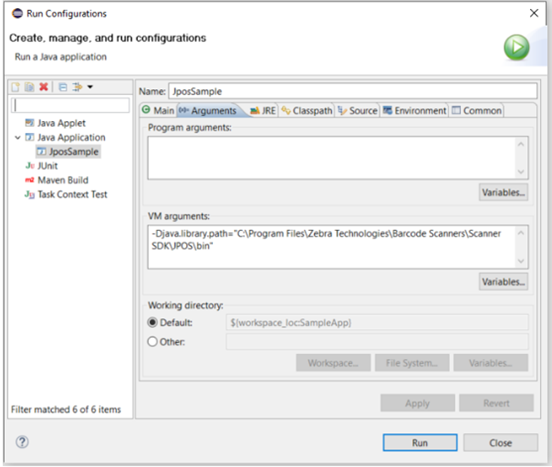 Run Configurations
Create, manage, and run configurations
Run a Java application
Name: JposSample
Main Arguments JRE Classpath Source Environment Common
Java Applet
Java Application
JposSample
JUnit
Maven Build
Task Context Test
Program arguments:
Variables...
VM arguments:
-Djava.library.path="C:\Program Files\Zebra Technologies\Barcode Scanners\Scanner
SDK\JPOS\bin"
Variables...
Working directory:
Default: ${workspace_loc:SampleApp}
Other:
Workspace... File System... Variables...
Filter matched 6 of 6 items
Apply Revert
Run Close